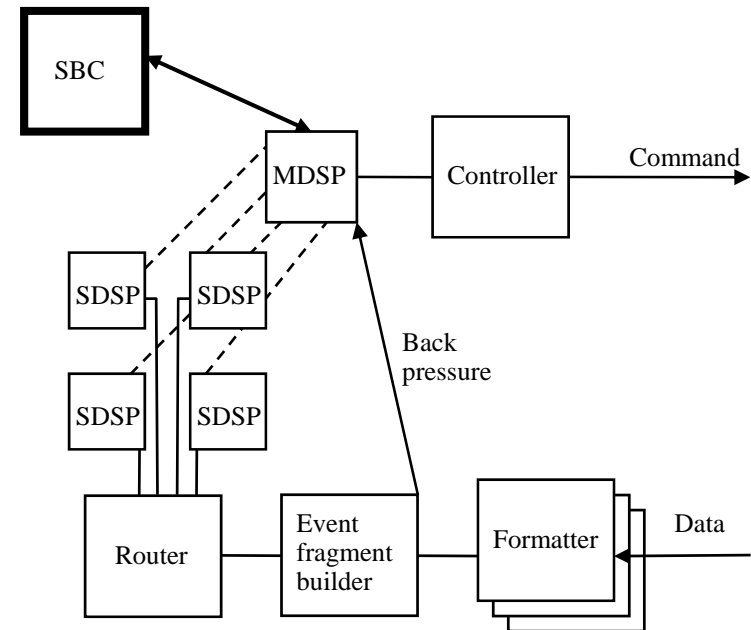 SBC
MDSP
Controller
Command
SDSP
SDSP
Back
pressure
SDSP
SDSP
Router
Event
fragment
builder
Formatter
Data